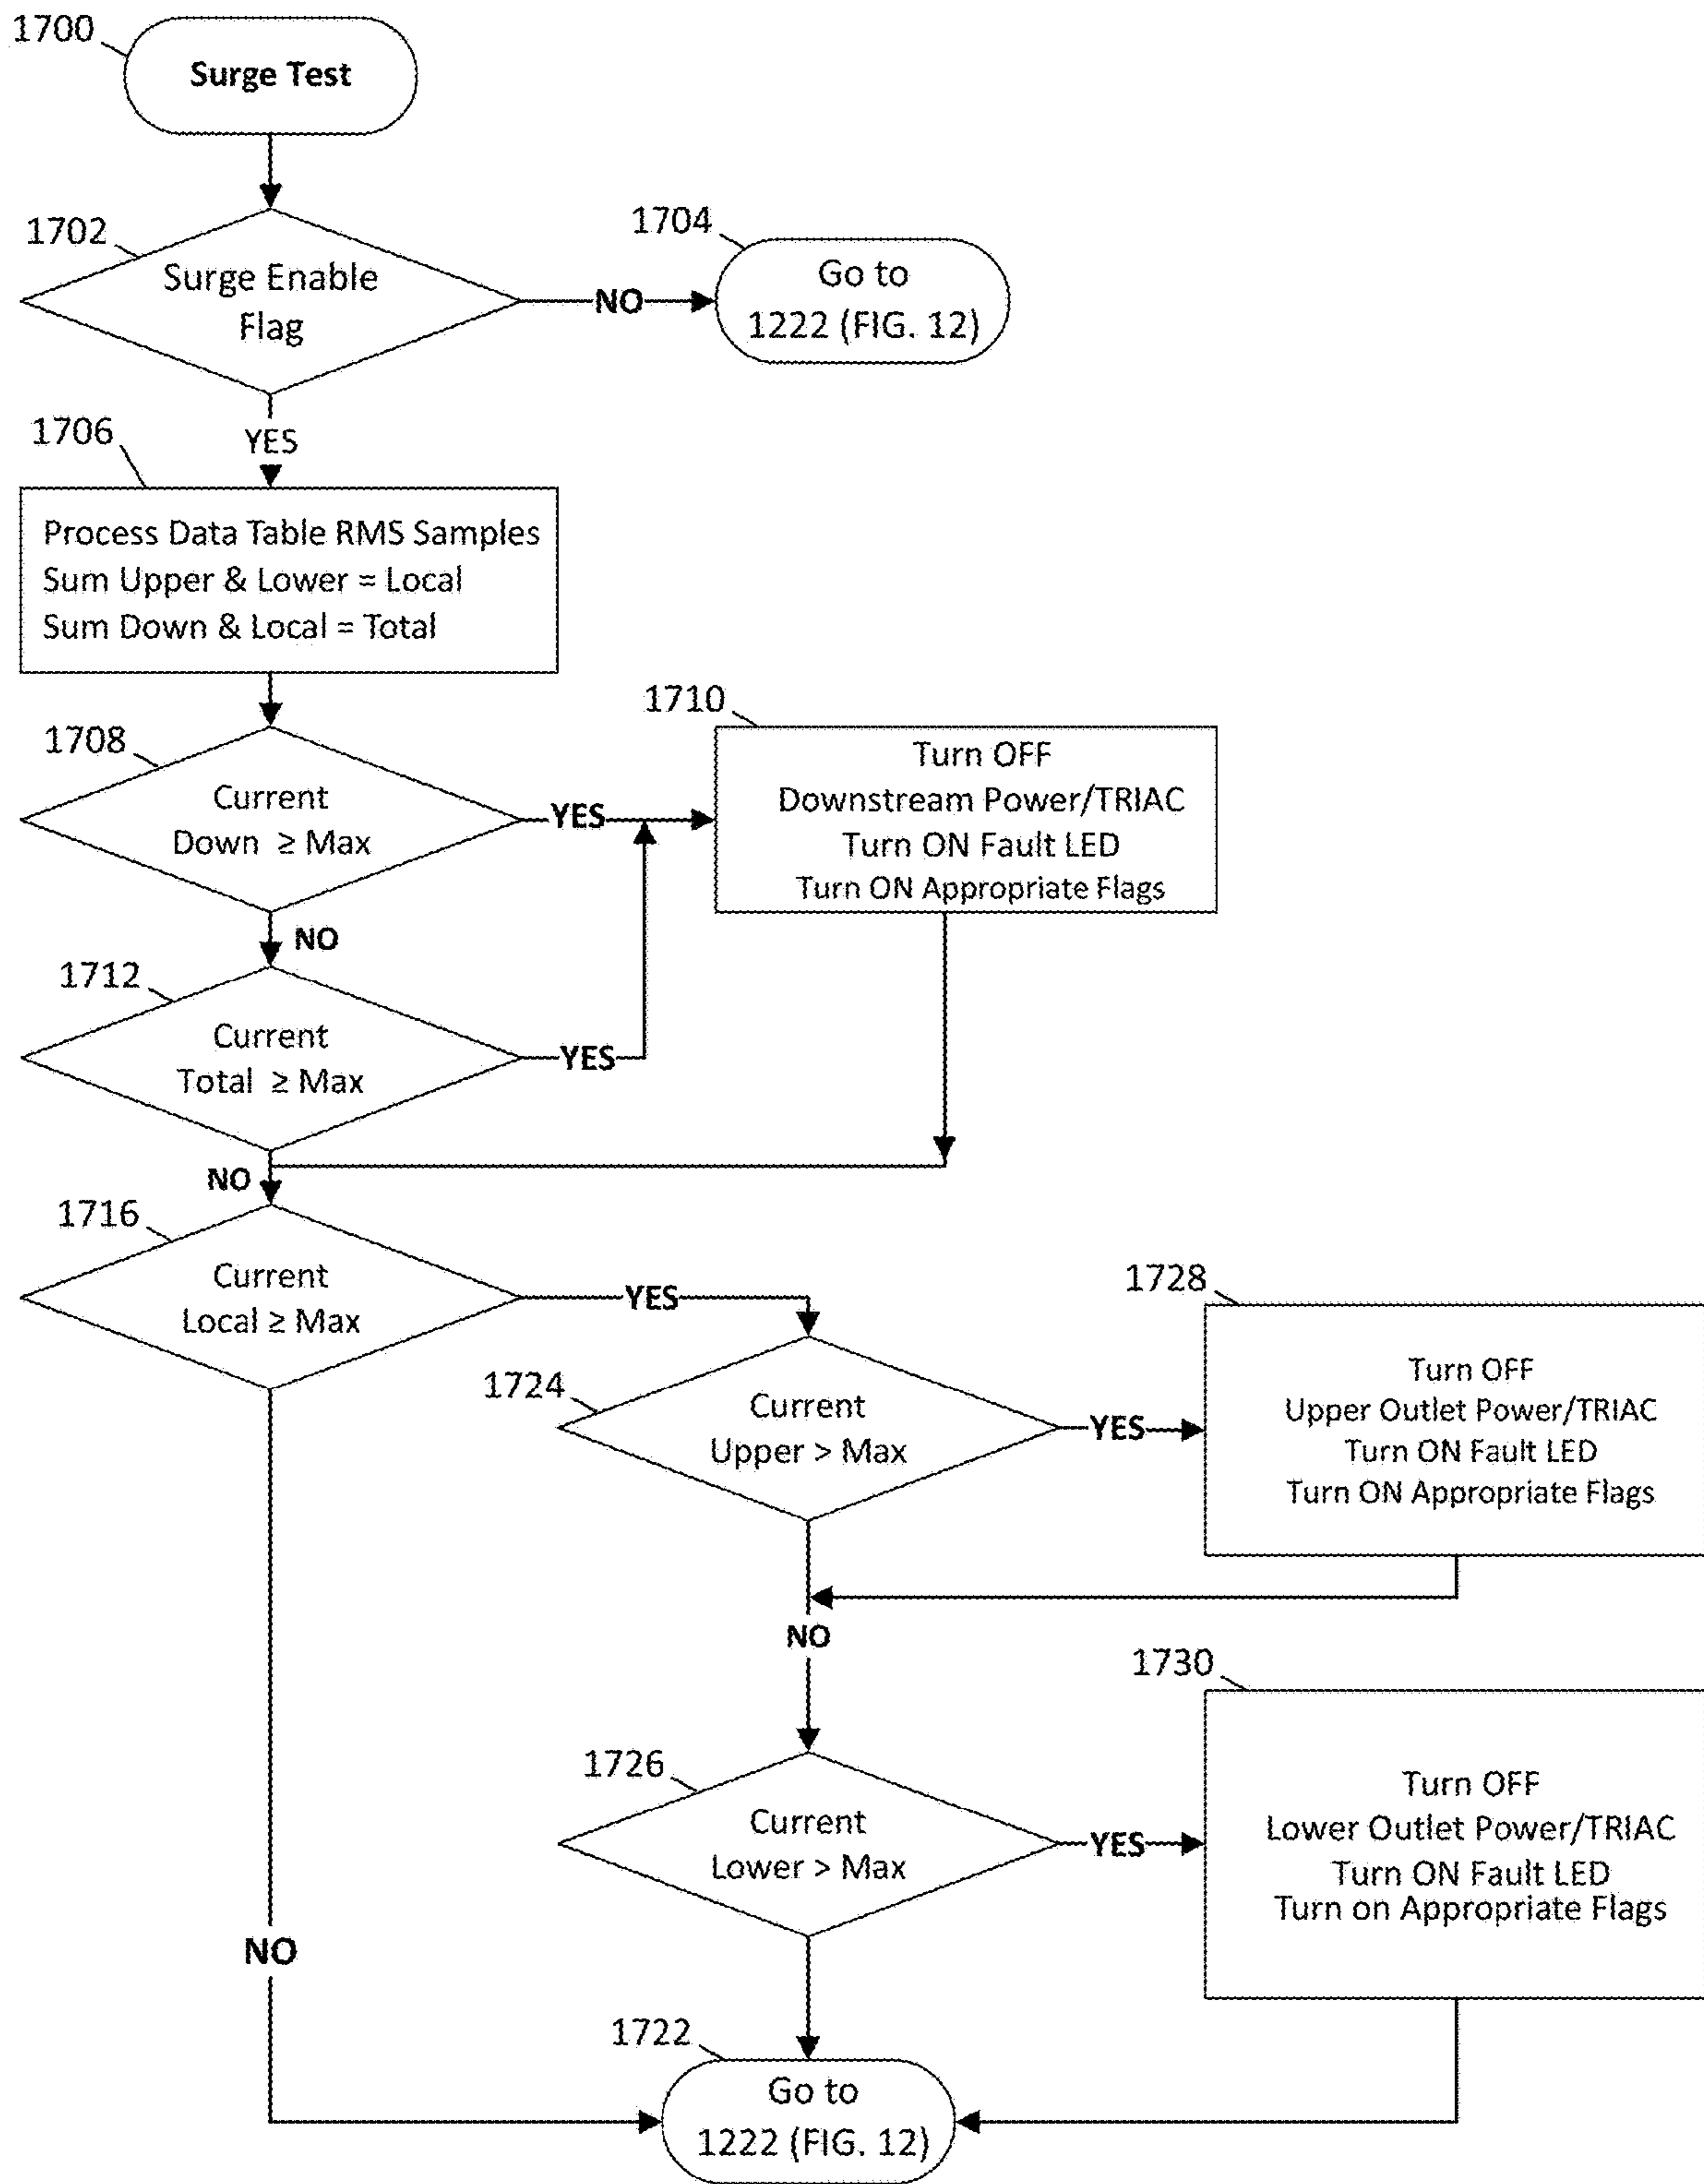 1700
Surge Test
1702
Surge Enable
Flag
NO
1704
Go to
1222 (FIG. 12)
YES
1706
Process Data Table RMS Samples
Sum Upper & Lower = Local
Sum Down & Local = Total
1708
Current
Down ≥ Max
YES
1710
Turn OFF
Downstream Power/TRIAC
Turn ON Fault LED
Turn ON Appropriate Flags
NO
1712
Current
Total ≥ Max
YES
NO
1716
Current
Local ≥ Max
YES
1724
Current
Upper > Max
YES
1728
Turn OFF
Upper Outlet Power/TRIAC
Turn ON Fault LED
Turn ON Appropriate Flags
NO
1726
Current
Lower > Max
YES
1730
Turn OFF
Lower Outlet Power/TRIAC
Turn ON Fault LED
Turn on Appropriate Flags
NO
1722
Go to
1222 (FIG. 12)